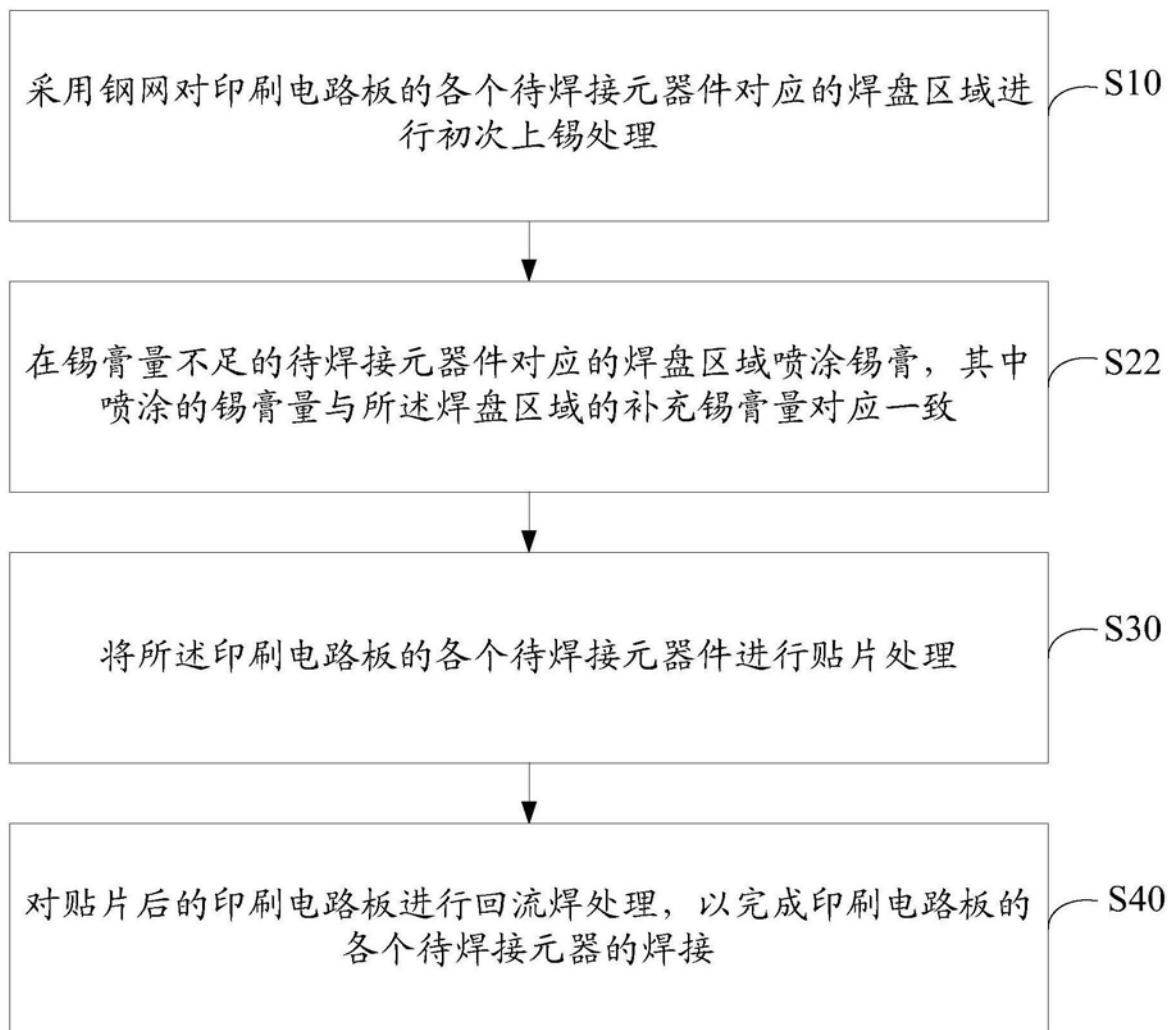 采用钢网对印刷电路板的各个待焊接元器件对应的焊盘区域进
行初次上锡处理
S10
在锡膏量不足的待焊接元器件对应的焊盘区域喷涂锡膏，其中
喷涂的锡膏量与所述焊盘区域的补充锡膏量对应一致
S22
将所述印刷电路板的各个待焊接元器件进行贴片处理
S30
对贴片后的印刷电路板进行回流焊处理，以完成印刷电路板的
各个待焊接元器的焊接
S40